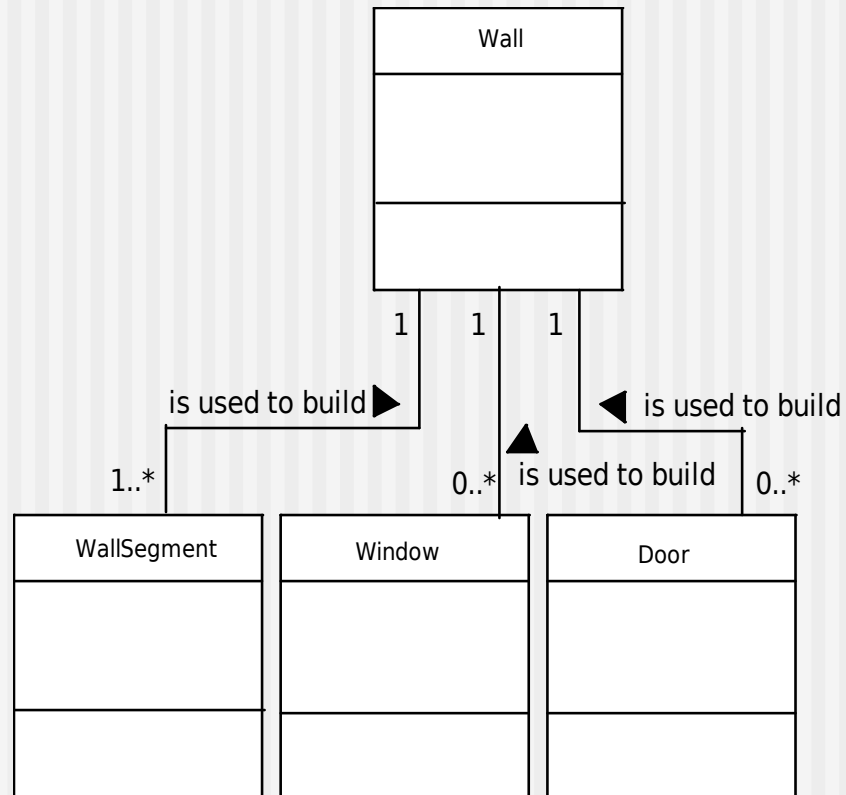 Wall
1 1 1
is used to build
is used to build
is used to build
1..* 0..* 0..*
WallSegment Window Door